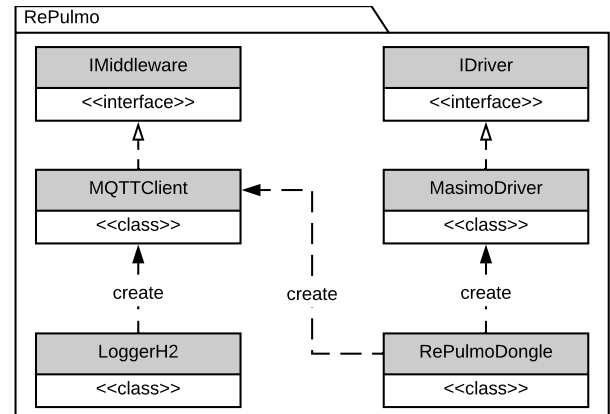 RePulmo
IMiddleware
<<interface>>
IDriver
<<interface>>
MQTTClient
<<class>>
MasimoDriver
<<class>>
create
create
create
LoggerH2
<<class>>
RePulmoDongle
<<class>>